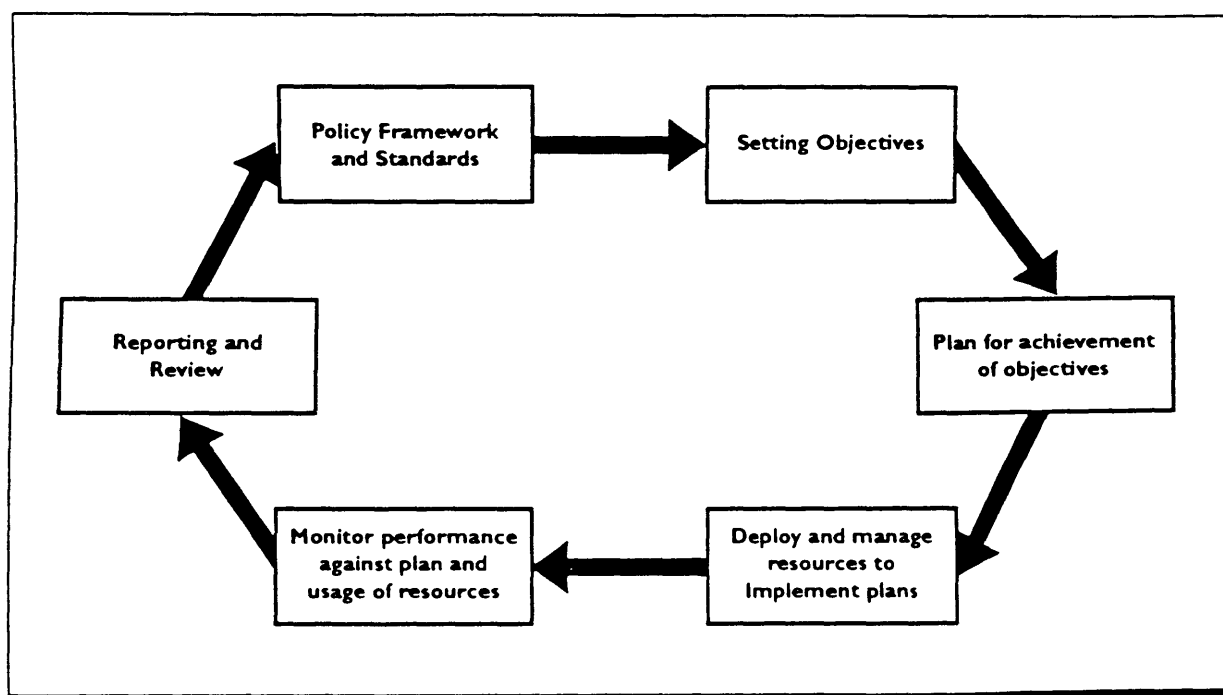 Policy Framework
and Standards
Setting Objectives
Plan for achievement
of objectives
Deploy and manage
resources to
Implement plans
Monitor performance
against plan and
usage of resources
Reporting and
Review